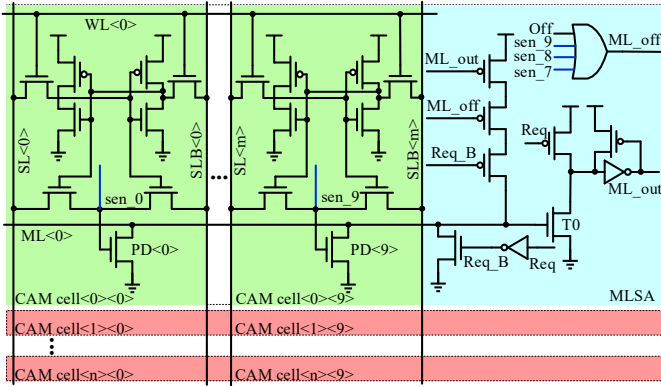 WL<0>
Off
sen_9
sen_8
sen_7
ML_off
ML_out
ML_off
Req
Req_B
ML_out
SL<0>
SLB<0>
SL<m>
SLB<m>
...
sen_0
sen_9
ML<0>
T0
PD<0>
PD<9>
Req_B
Req
CAM cell<0><0>
CAM cell<0><9>
MLSA
CAM cell<1><0>
CAM cell<1><9>
CAM cell<n><0>
CAM cell<n><9>